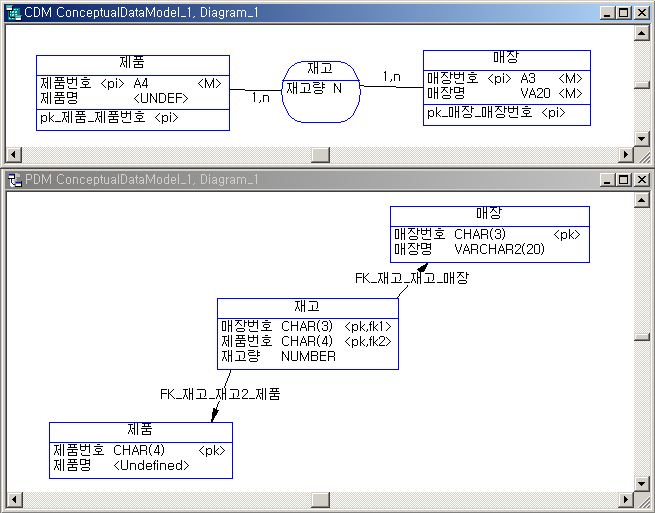 CDM ConceptualDataModel_1, Diagram_1
제품
제품번호 <pi> A4 <M>
제품명 <UNDEF>
pk_제품_제품번호 <pi>
1,n
재고
재고량 N
1,n
매장
매장번호 <pi> A3 <M>
매장명 VA20 <M>
pk_매장_매장번호 <pi>
PDM ConceptualDataModel_1, Diagram_1
매장
매장번호 CHAR(3) <pk>
매장명 VARCHAR2(20)
FK_재고_재고_매장
재고
매장번호 CHAR(3) <pk,fk1>
제품번호 CHAR(4) <pk,fk2>
재고량 NUMBER
FK_재고_재고2_제품
제품
제품번호 CHAR(4) <pk>
제품명 <Undefined>